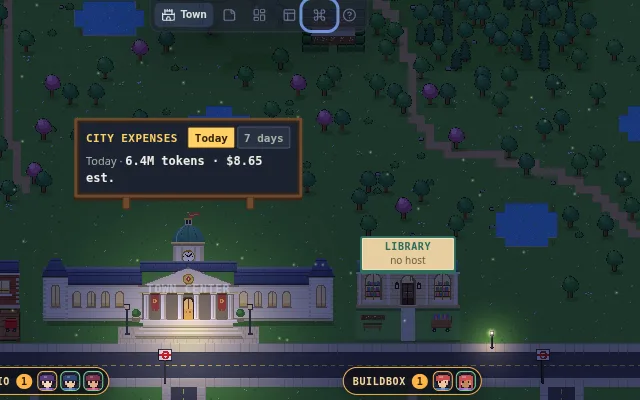 Town
CITY EXPENSES Today 7 days
Today · 6.4M tokens · $8.65
est.
LIBRARY
no host
TOWN CENTER
IO 1
BUILDBOX 1